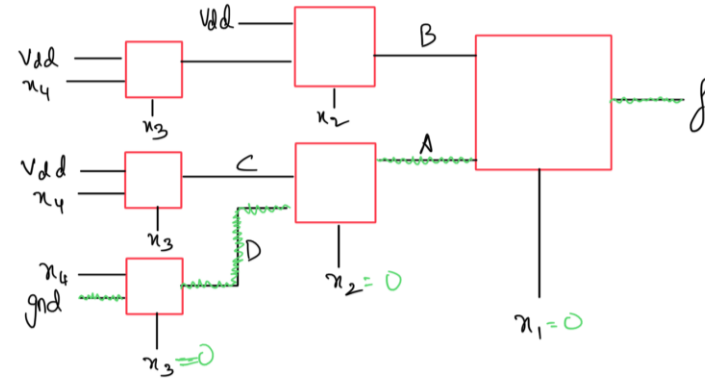 Vdd
B
Vdd
x4
x3
x2
f
A
Vdd
C
x4
x3
D
x4
x2 = 0
gnd
x1 = 0
x3 = 0